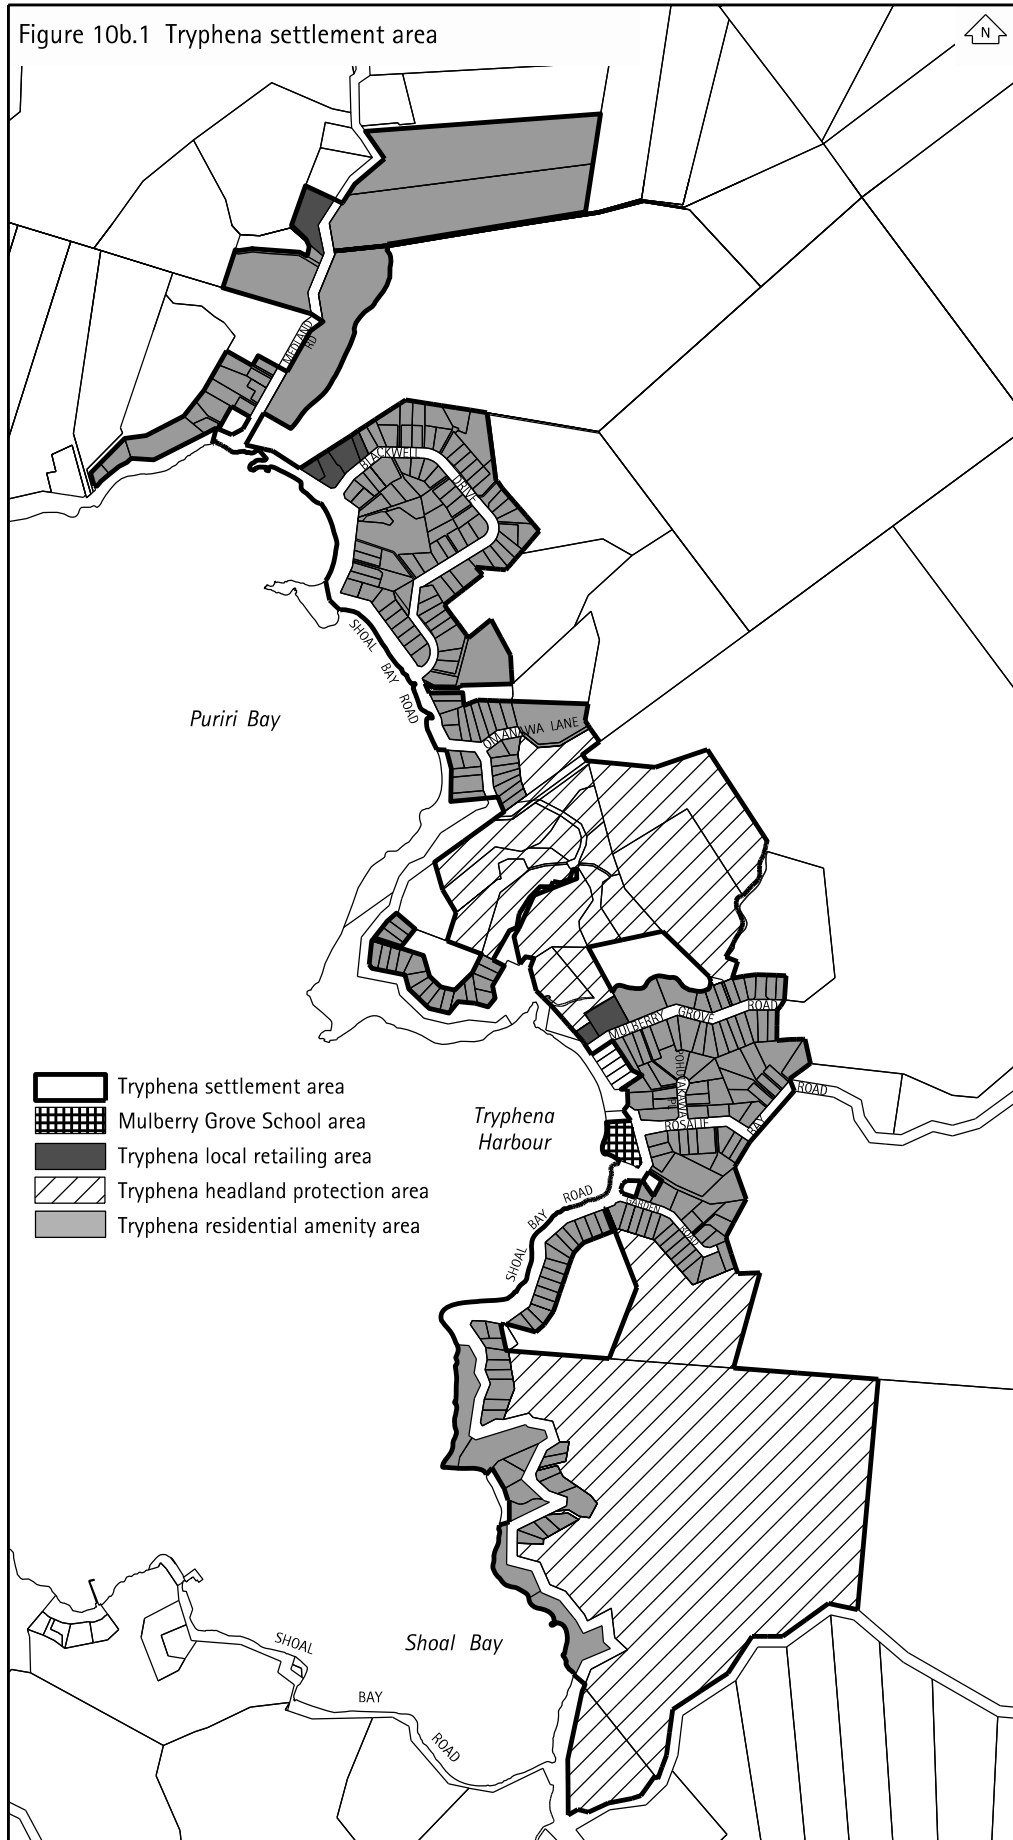 Figure 10b.1 Tryphena settlement area
N
MEDLAND
RD
BLACKWELL
DRIVE
SHOAL
BAY
ROAD
Puriri Bay
OMANAWA LANE
MULBERRY GROVE ROAD
POHUTAKAWA
ROSALIE
BAY
ROAD
Tryphena settlement area
Mulberry Grove School area
Tryphena local retailing area
Tryphena headland protection area
Tryphena residential amenity area
Tryphena
Harbour
SHOAL
BAY
ROAD
GARDEN
ROAD
Shoal Bay
SHOAL
BAY
ROAD